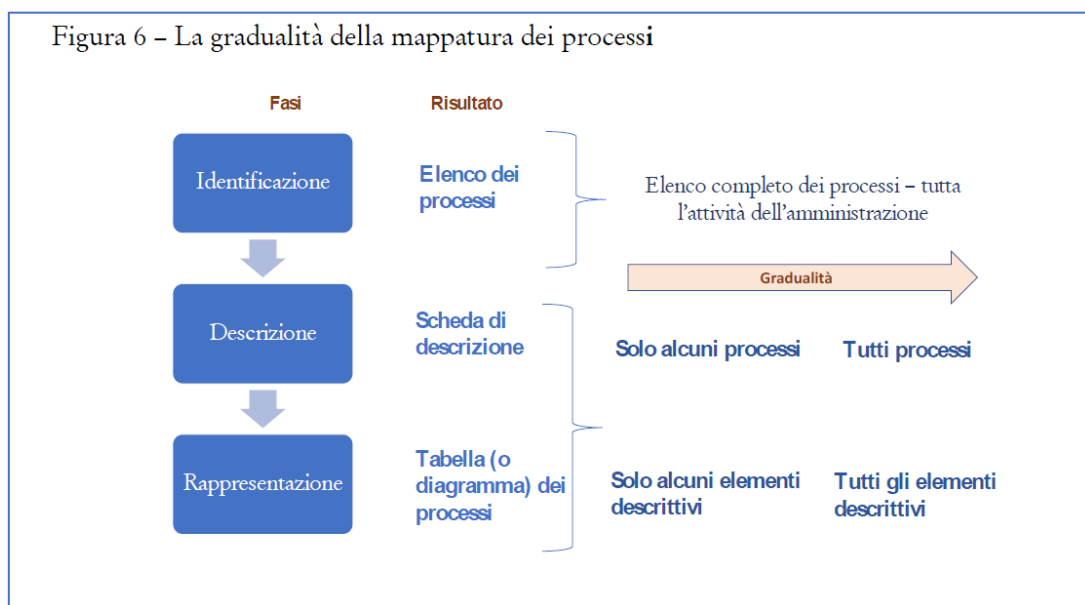 Figura 6 – La gradualità della mappatura dei processi
Fasi
Risultato
Identificazione
Elenco dei
processi
Elenco completo dei processi – tutta
l'attività dell'amministrazione
Gradualità
Descrizione
Scheda di
descrizione
Solo alcuni processi
Tutti processi
Rappresentazione
Tabella (o
diagramma) dei
processi
Solo alcuni elementi
descrittivi
Tutti gli elementi
descrittivi